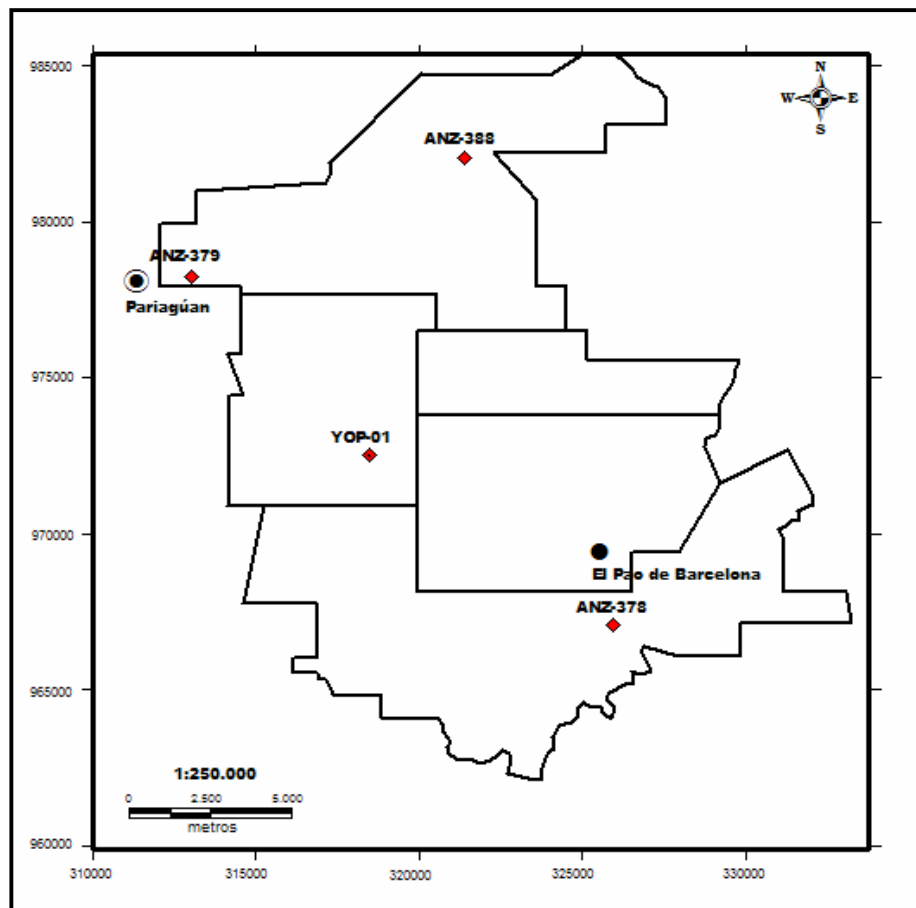 985000
N
W E
S
ANZ-388
980000
ANZ-379
Pariagúan
975000
YOP-01
970000
El Pao de Barcelona
ANZ-378
965000
1:250.000
0 2.500 5.000
metros
960000
310000 315000 320000 325000 330000